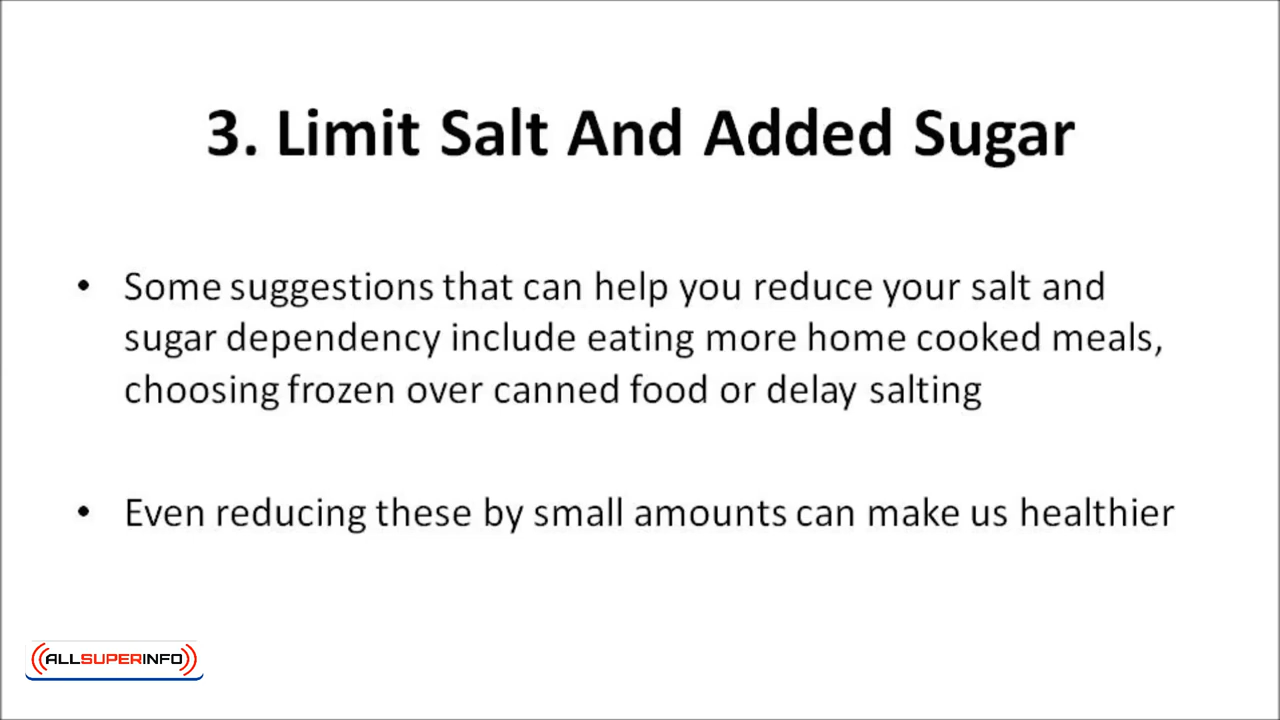 3. Limit Salt And Added Sugar
• Some suggestions that can help you reduce your salt and
sugar dependency include eating more home cooked meals,
choosing frozen over canned food or delay salting
• Even reducing these by small amounts can make us healthier
ALLSUPERINFO